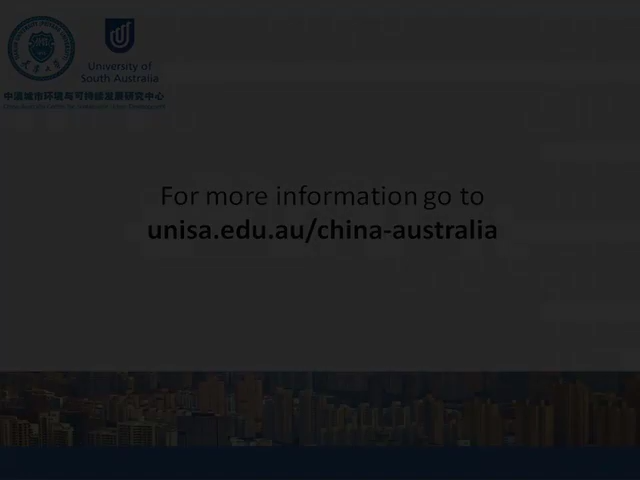 University of
South Australia
中澳城市环境与可持续发展研究中心
For more information go to
unisa.edu.au/china-australia